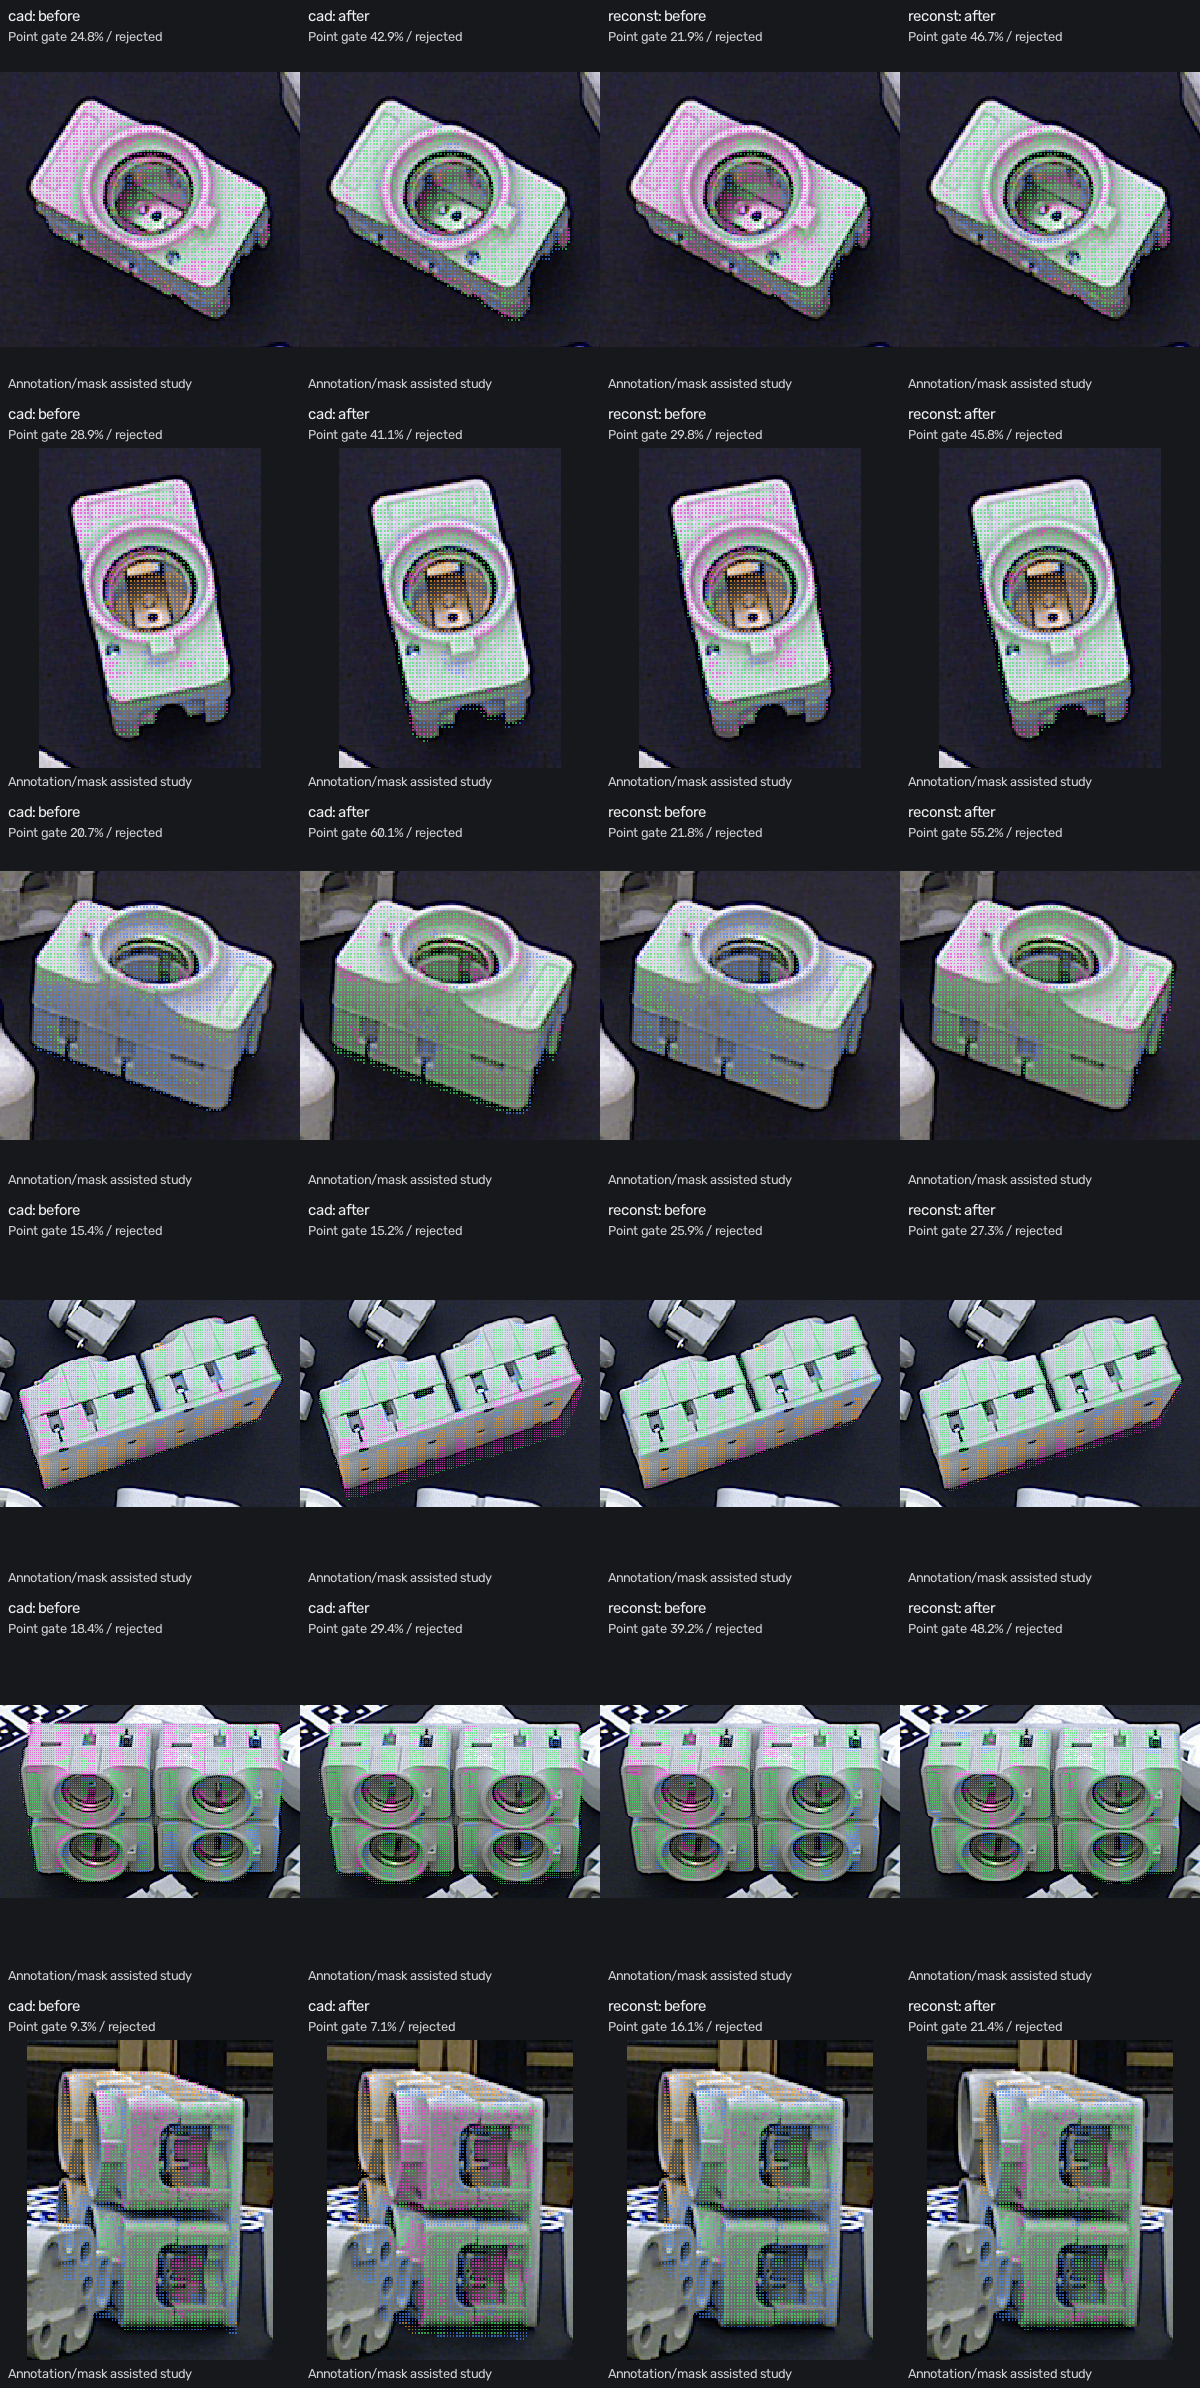 cad: before cad: after reconst: before reconst: after
Point gate 24.8% / rejected Point gate 42.9% / rejected Point gate 21.9% / rejected Point gate 46.7% / rejected
Annotation/mask assisted study Annotation/mask assisted study Annotation/mask assisted study Annotation/mask assisted study
cad: before cad: after reconst: before reconst: after
Point gate 28.9% / rejected Point gate 41.1% / rejected Point gate 29.8% / rejected Point gate 45.8% / rejected
Annotation/mask assisted study Annotation/mask assisted study Annotation/mask assisted study Annotation/mask assisted study
cad: before cad: after reconst: before reconst: after
Point gate 20.7% / rejected Point gate 60.1% / rejected Point gate 21.8% / rejected Point gate 55.2% / rejected
Annotation/mask assisted study Annotation/mask assisted study Annotation/mask assisted study Annotation/mask assisted study
cad: before cad: after reconst: before reconst: after
Point gate 15.4% / rejected Point gate 15.2% / rejected Point gate 25.9% / rejected Point gate 27.3% / rejected
Annotation/mask assisted study Annotation/mask assisted study Annotation/mask assisted study Annotation/mask assisted study
cad: before cad: after reconst: before reconst: after
Point gate 18.4% / rejected Point gate 29.4% / rejected Point gate 39.2% / rejected Point gate 48.2% / rejected
Annotation/mask assisted study Annotation/mask assisted study Annotation/mask assisted study Annotation/mask assisted study
cad: before cad: after reconst: before reconst: after
Point gate 9.3% / rejected Point gate 7.1% / rejected Point gate 16.1% / rejected Point gate 21.4% / rejected
Annotation/mask assisted study Annotation/mask assisted study Annotation/mask assisted study Annotation/mask assisted study